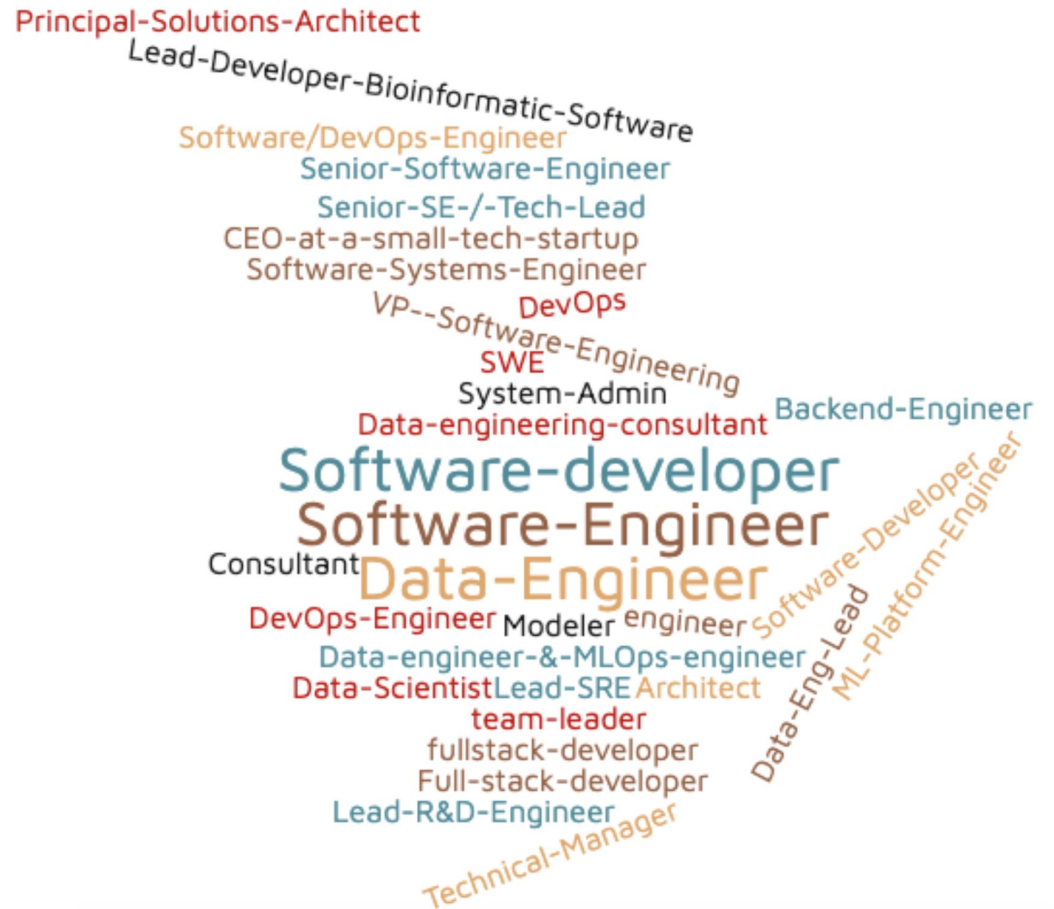 Principal-Solutions-Architect
Lead-Developer-Bioinformatic-Software
Software/DevOps-Engineer
Senior-Software-Engineer
Senior-SE-/-Tech-Lead
CEO-at-a-small-tech-startup
Software-Systems-Engineer
VP--Software-Engineering
DevOps
SWE
System-Admin
Backend-Engineer
Data-engineering-consultant
Software-developer
Software-Engineer
Consultant
Data-Engineer
Software-Developer
ML-Platform-Engineer
Data-Eng-Lead
DevOps-Engineer
Modeler
engineer
Data-engineer-&-MLOps-engineer
Data-Scientist
Lead-SRE
Architect
team-leader
fullstack-developer
Full-stack-developer
Lead-R&D-Engineer
Technical-Manager